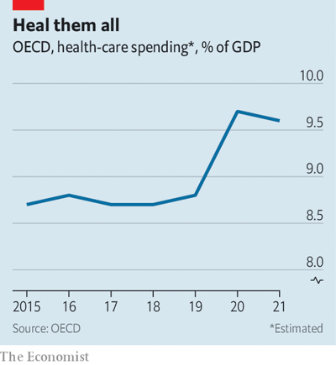 Heal them all
OECD, health-care spending*, % of GDP
10.0
9.5
9.0
8.5
8.0
2015 16 17 18 19 20 21
Source: OECD *Estimated
The Economist